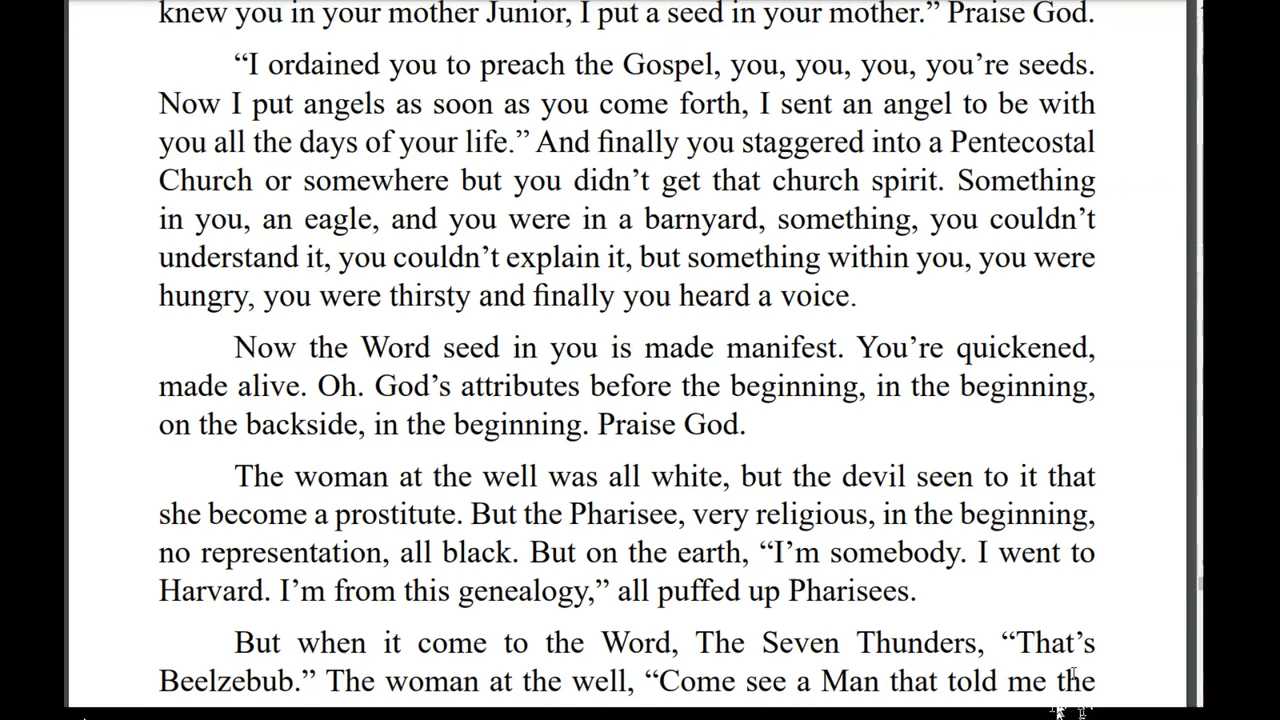 knew you in your mother Junior, I put a seed in your mother.” Praise God.
“I ordained you to preach the Gospel, you, you, you, you’re seeds.
Now I put angels as soon as you come forth, I sent an angel to be with
you all the days of your life.” And finally you staggered into a Pentecostal
Church or somewhere but you didn’t get that church spirit. Something
in you, an eagle, and you were in a barnyard, something, you couldn’t
understand it, you couldn’t explain it, but something within you, you were
hungry, you were thirsty and finally you heard a voice.
Now the Word seed in you is made manifest. You’re quickened,
made alive. Oh. God’s attributes before the beginning, in the beginning,
on the backside, in the beginning. Praise God.
The woman at the well was all white, but the devil seen to it that
she become a prostitute. But the Pharisee, very religious, in the beginning,
no representation, all black. But on the earth, “I’m somebody. I went to
Harvard. I’m from this genealogy,” all puffed up Pharisees.
But when it come to the Word, The Seven Thunders, “That’s
Beelzebub.” The woman at the well, “Come see a Man that told me the